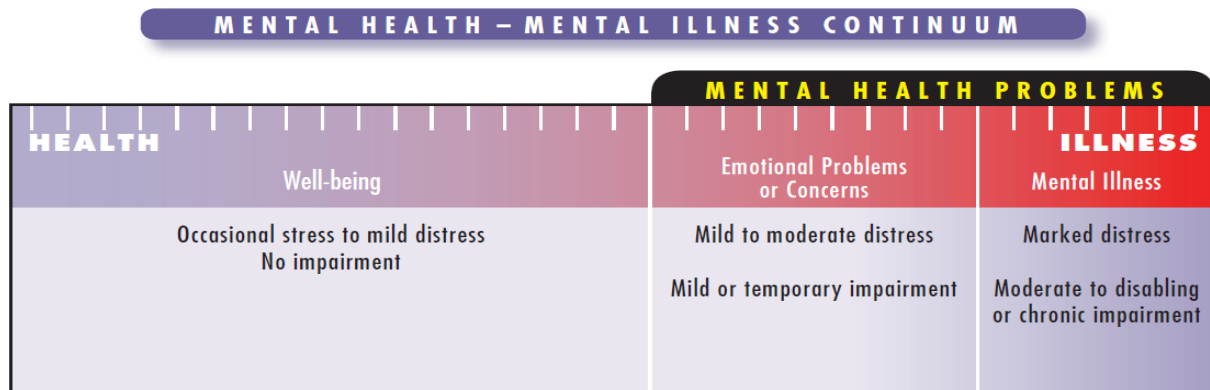 MENTAL HEALTH – MENTAL ILLNESS CONTINUUM
MENTAL HEALTH PROBLEMS
HEALTH
ILLNESS
Well-being
Emotional Problems
or Concerns
Mental Illness
Occasional stress to mild distress
No impairment
Mild to moderate distress
Mild or temporary impairment
Marked distress
Moderate to disabling
or chronic impairment